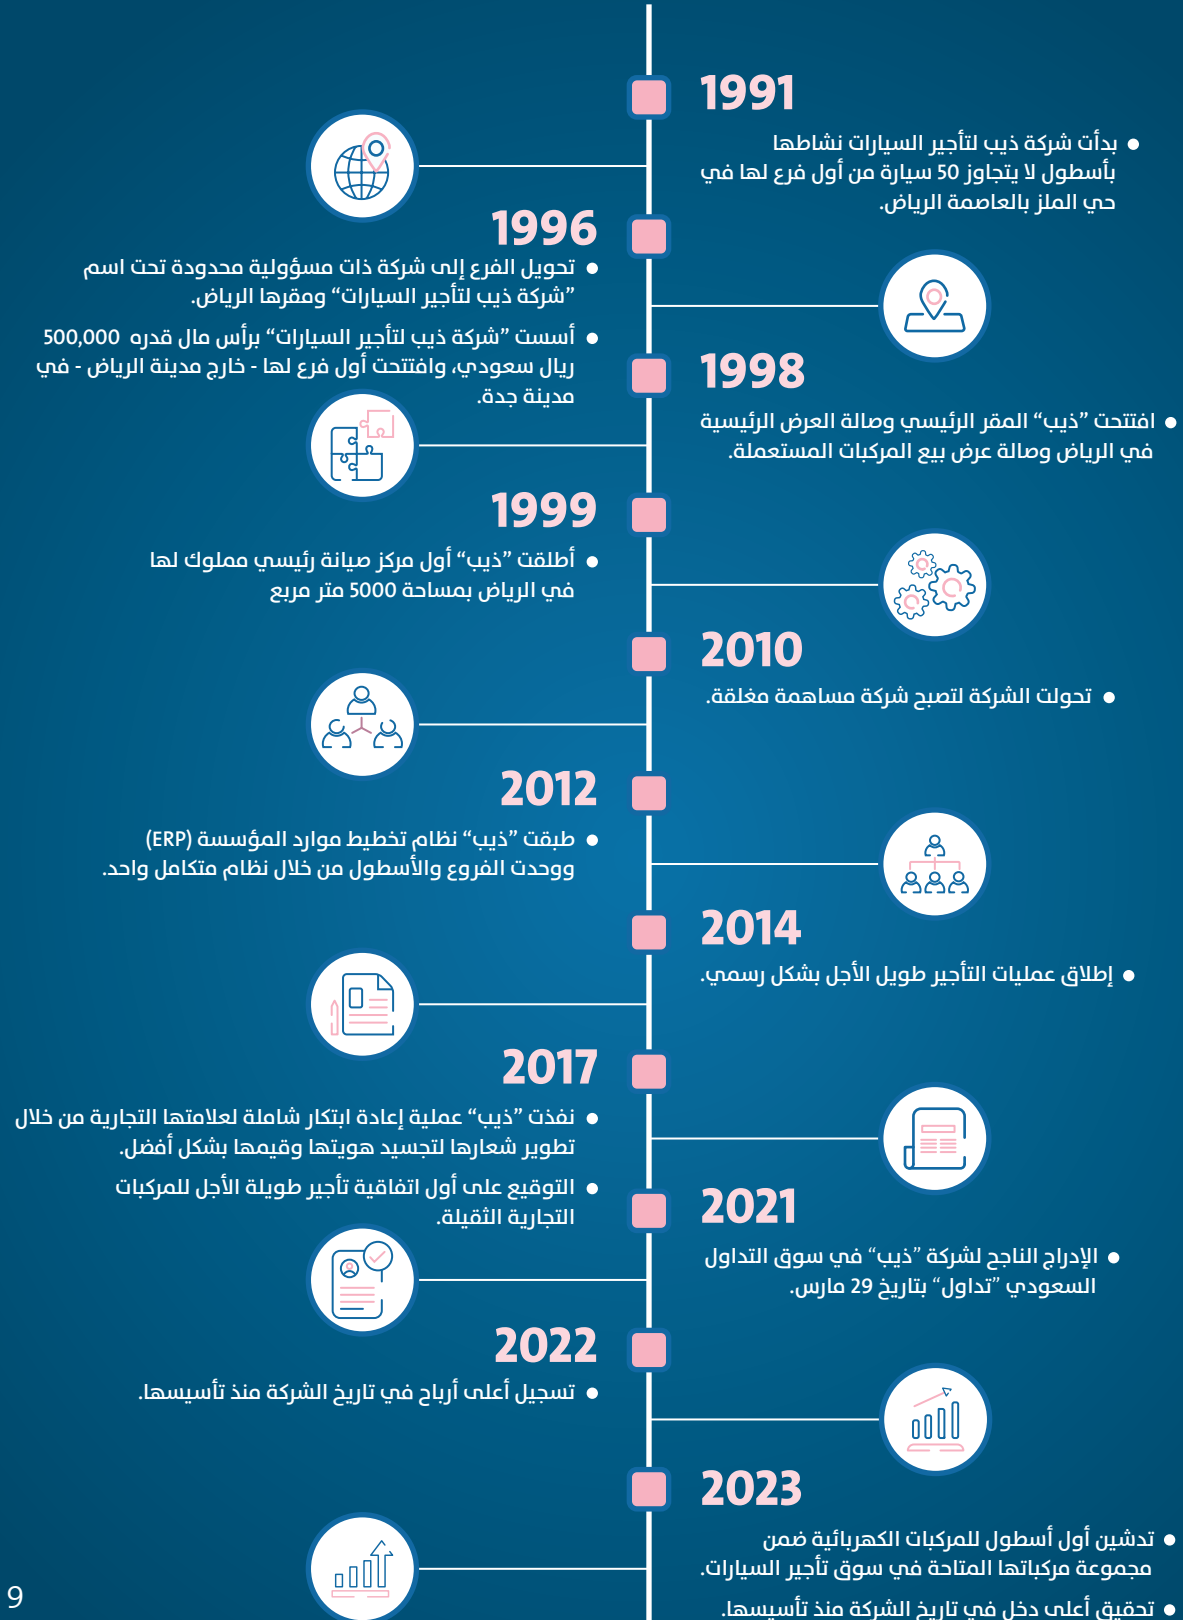 1991
● بدأت شركة ذيب لتأجير السيارات نشاطها
بأسطول لا يتجاوز 50 سيارة من أول فرع لها في
حي الملز بالعاصمة الرياض.
1996
● تحويل الفرع إلى شركة ذات مسؤولية محدودة تحت اسم
”شركة ذيب لتأجير السيارات“ ومقرها الرياض.
● أسست ”شركة ذيب لتأجير السيارات“ برأس مال قدره 500,000
ريال سعودي، وافتتحت أول فرع لها - خارج مدينة الرياض - في
مدينة جدة.
1998
● افتتحت ”ذيب“ المقر الرئيسي وصالة العرض الرئيسية
في الرياض وصالة عرض بيع المركبات المستعملة.
1999
● أطلقت ”ذيب“ أول مركز صيانة رئيسي مملوك لها
في الرياض بمساحة 5000 متر مربع
2010
● تحولت الشركة لتصبح شركة مساهمة مغلقة.
2012
● طبقت ”ذيب“ نظام تخطيط موارد المؤسسة (ERP)
ووحدت الفروع والأسطول من خلال نظام متكامل واحد.
2014
● إطلاق عمليات التأجير طويل الأجل بشكل رسمي.
2017
● نفذت ”ذيب“ عملية إعادة ابتكار شاملة لعلامتها التجارية من خلال
تطوير شعارها لتجسيد هويتها وقيمها بشكل أفضل.
● التوقيع على أول اتفاقية تأجير طويلة الأجل للمركبات
التجارية الثقيلة.
2021
● الإدراج الناجح لشركة ”ذيب“ في سوق التداول
السعودي ”تداول“ بتاريخ 29 مارس.
2022
● تسجيل أعلى أرباح في تاريخ الشركة منذ تأسيسها.
2023
● تدشين أول أسطول للمركبات الكهربائية ضمن
مجموعة مركباتها المتاحة في سوق تأجير السيارات.
● تحقيق أعلى دخل في تاريخ الشركة منذ تأسيسها.
9